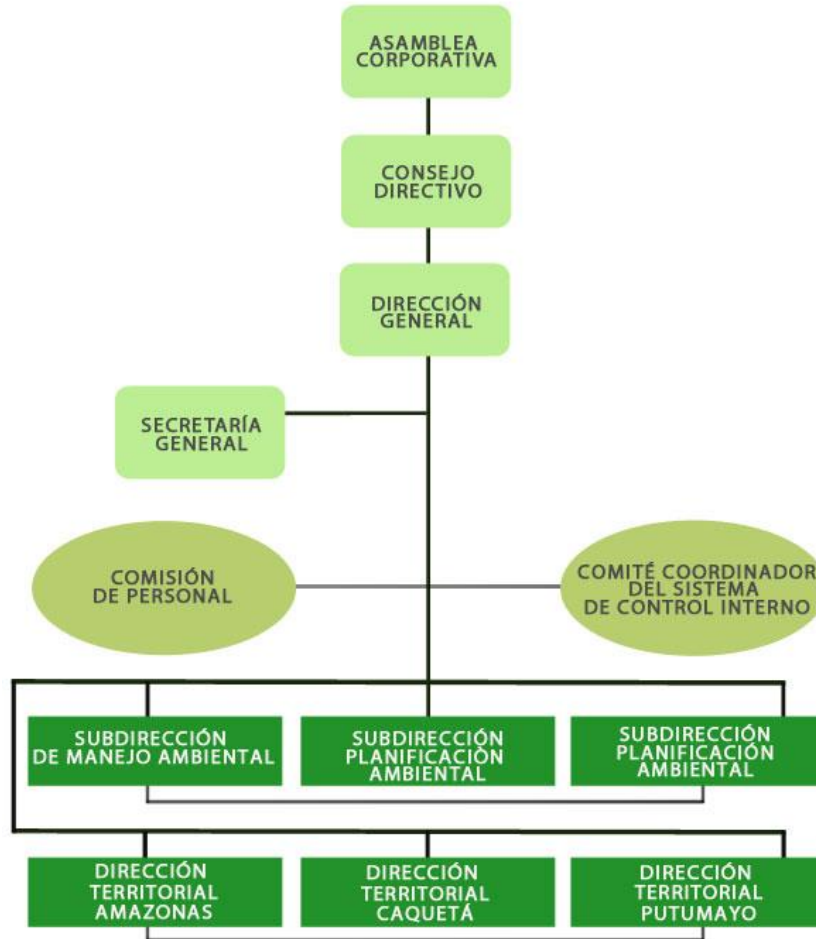 ASAMBLEA
CORPORATIVA
CONSEJO
DIRECTIVO
DIRECCIÓN
GENERAL
SECRETARÍA
GENERAL
COMISIÓN
DE PERSONAL
COMITÉ COORDINADOR
DEL SISTEMA
DE CONTROL INTERNO
SUBDIRECCIÓN
DE MANEJO AMBIENTAL
SUBDIRECCIÓN
PLANIFICACIÓN
AMBIENTAL
SUBDIRECCIÓN
PLANIFICACIÓN
AMBIENTAL
DIRECCIÓN
TERRITORIAL
AMAZONAS
DIRECCIÓN
TERRITORIAL
CAQUETÁ
DIRECCIÓN
TERRITORIAL
PUTUMAYO